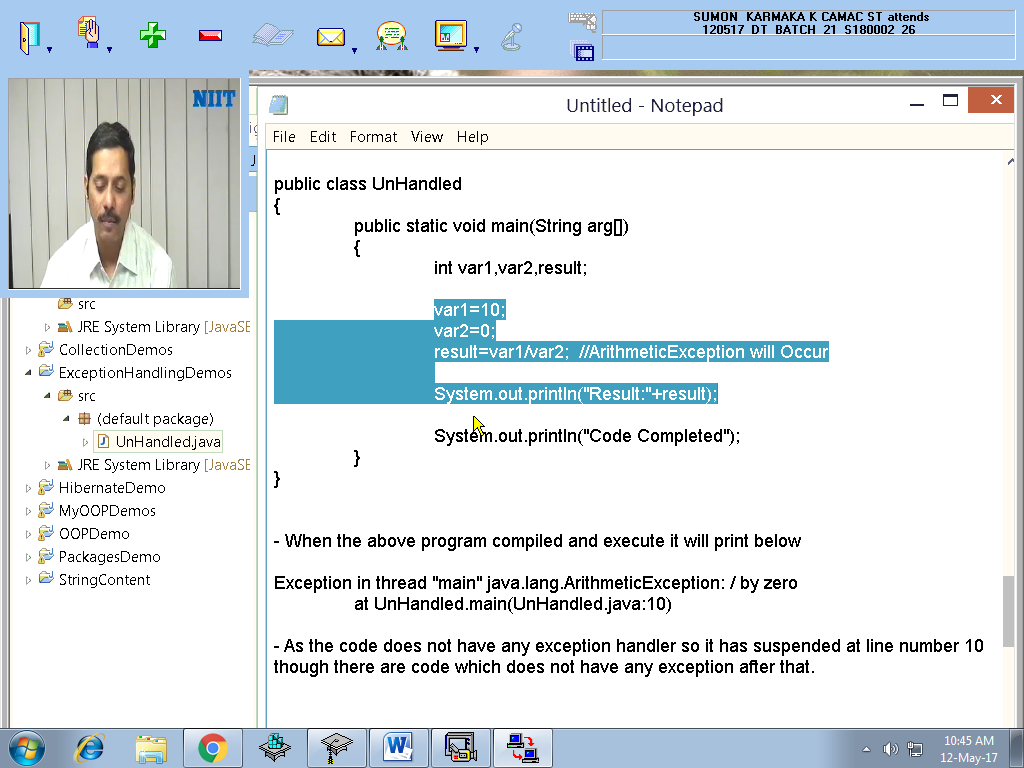 SUMON KARMAKA K CAMAC ST attends
120517 DT BATCH 21 S180002 26
NIIT
Untitled - Notepad
File Edit Format View Help
public class UnHandled
{
public static void main(String arg[])
{
int var1,var2,result;
var1=10;
var2=0;
result=var1/var2; //ArithmeticException will Occur
System.out.println("Result:"+result);
System.out.println("Code Completed");
}
}
- When the above program compiled and execute it will print below
Exception in thread "main" java.lang.ArithmeticException: / by zero
at UnHandled.main(UnHandled.java:10)
- As the code does not have any exception handler so it has suspended at line number 10
though there are code which does not have any exception after that.
src
JRE System Library [JavaSE
CollectionDemos
ExceptionHandlingDemos
src
(default package)
UnHandled.java
JRE System Library [JavaSE
HibernateDemo
MyOOPDemos
OOPDemo
PackagesDemo
StringContent
10:45 AM
12-May-17